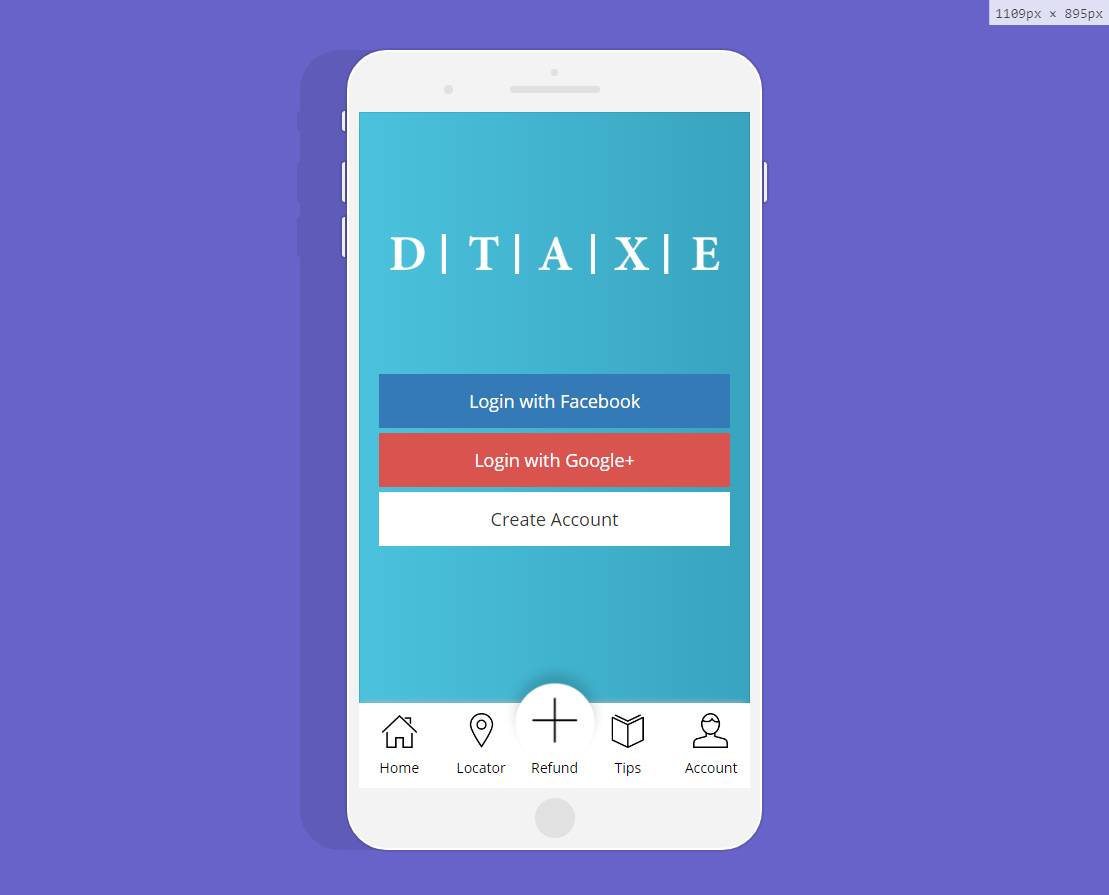 1109px × 895px
D | T | A | X | E
Login with Facebook
Login with Google+
Create Account
Home Locator Refund Tips Account